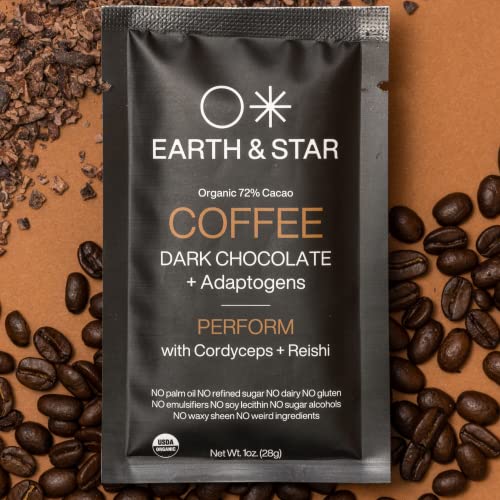 EARTH & STAR
Organic 72% Cacao
COFFEE
DARK CHOCOLATE
+ Adaptogens
PERFORM
with Cordyceps + Reishi
NO palm oil NO refined sugar NO dairy NO gluten
NO emulsifiers NO soy lecithin NO sugar alcohols
NO waxy sheen NO weird ingredients
USDA
ORGANIC
Net Wt. 1oz. (28g)